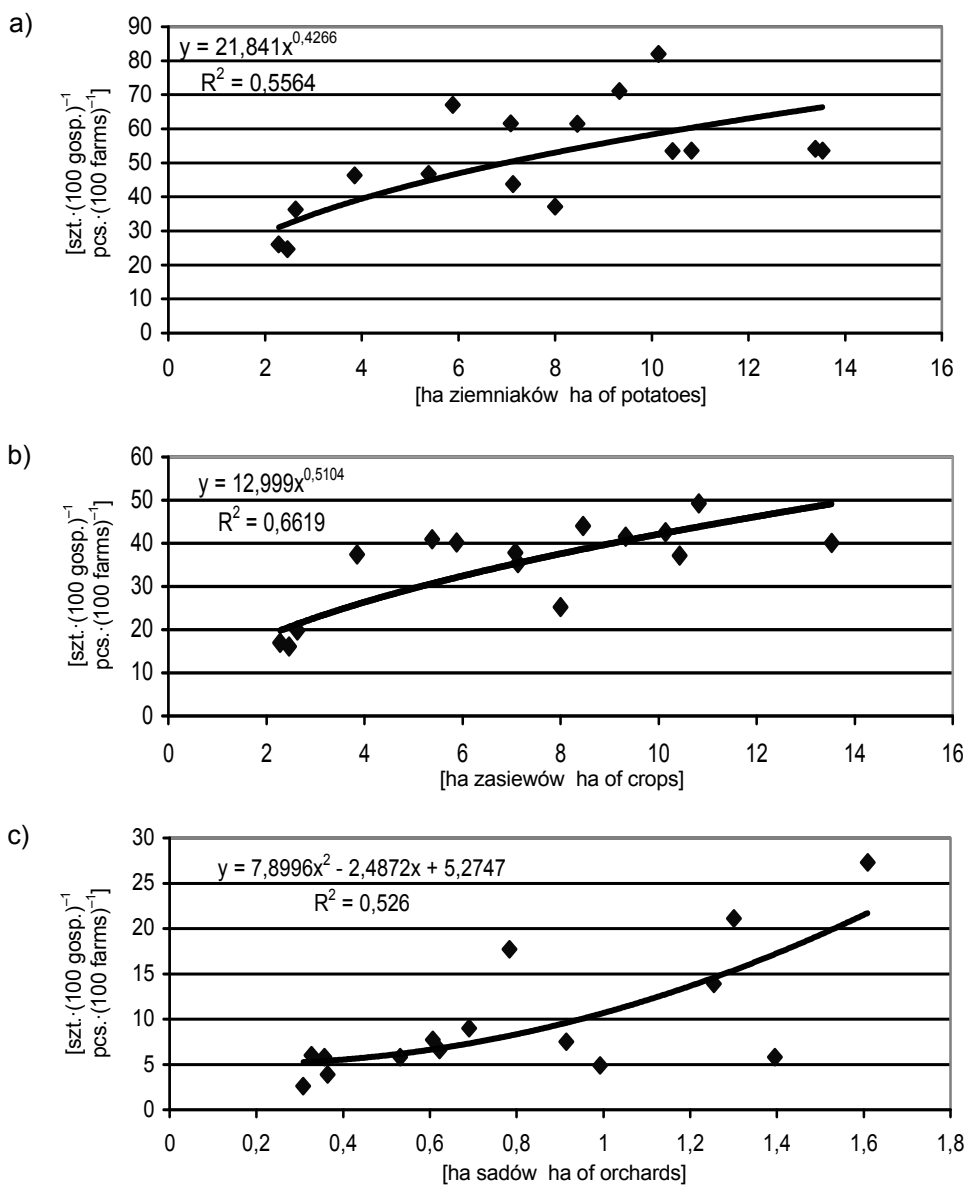 a)
y = 21,841x^0,4266
R² = 0,5564
[szt.·(100 gosp.)⁻¹
pcs.·(100 farms)⁻¹]
90
80
70
60
50
40
30
20
10
0
0 2 4 6 8 10 12 14 16
[ha ziemniaków ha of potatoes]
b)
y = 12,999x^0,5104
R² = 0,6619
[szt.·(100 gosp.)⁻¹
pcs.·(100 farms)⁻¹]
60
50
40
30
20
10
0
0 2 4 6 8 10 12 14 16
[ha zasiewów ha of crops]
c)
y = 7,8996x² - 2,4872x + 5,2747
R² = 0,526
[szt.·(100 gosp.)⁻¹
pcs.·(100 farms)⁻¹]
30
25
20
15
10
5
0
0 0,2 0,4 0,6 0,8 1 1,2 1,4 1,6 1,8
[ha sadów ha of orchards]